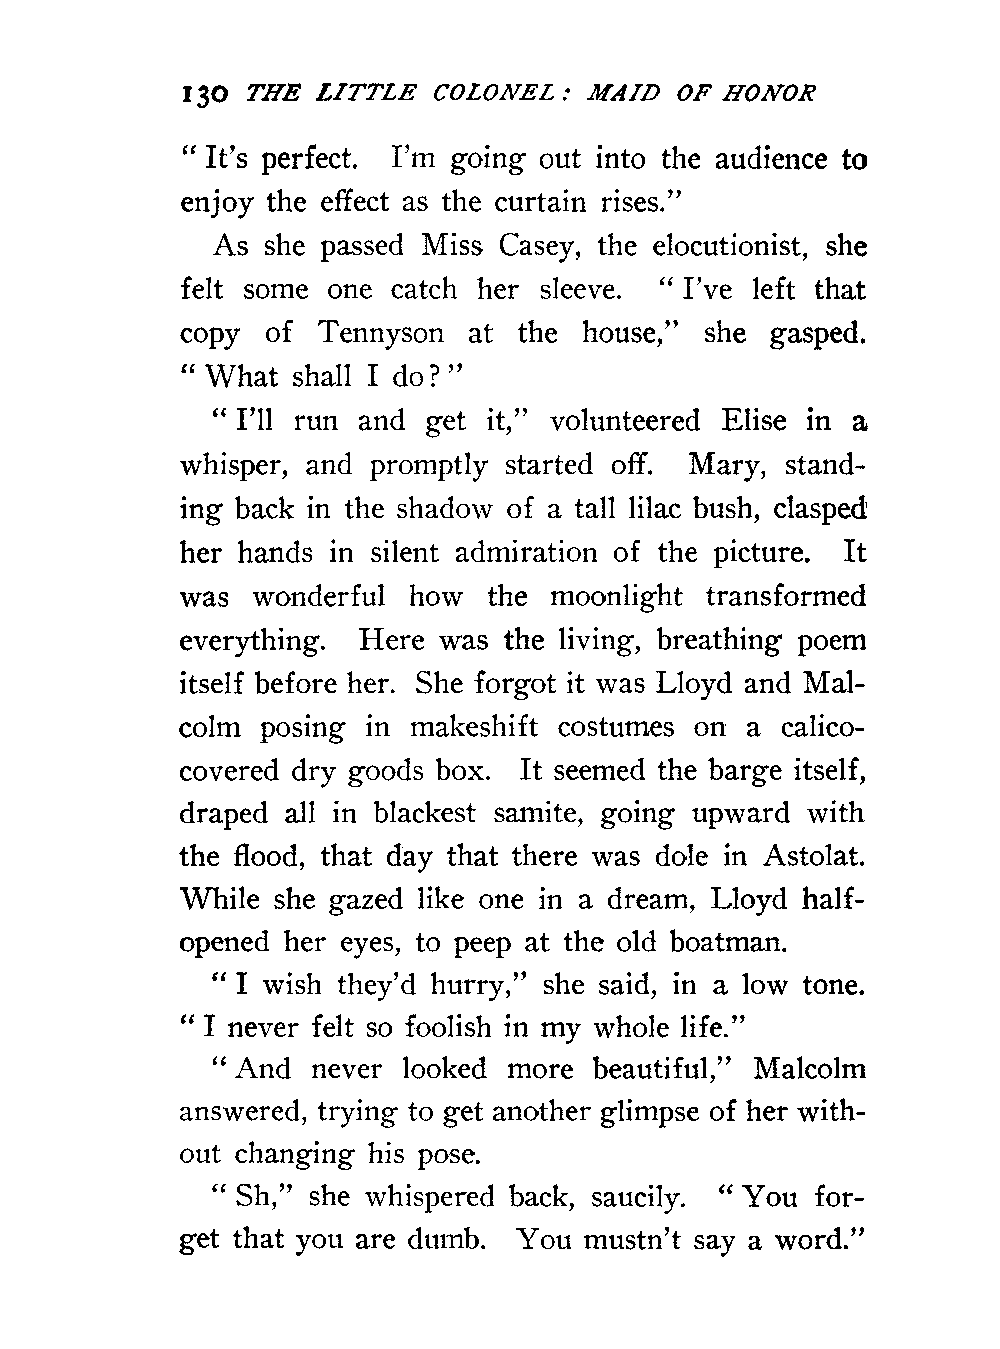 130 THE LITTLE COLONEL: MAID OF HONOR
"It's perfect. I'm going out into the audience to
enjoy the effect as the curtain rises."
As she passed Miss Casey, the elocutionist, she
felt some one catch her sleeve. "I've left that
copy of Tennyson at the house," she gasped.
"What shall I do?"
"I'll run and get it," volunteered Elise in a
whisper, and promptly started off. Mary, stand-
ing back in the shadow of a tall lilac bush, clasped
her hands in silent admiration of the picture. It
was wonderful how the moonlight transformed
everything. Here was the living, breathing poem
itself before her. She forgot it was Lloyd and Mal-
colm posing in makeshift costumes on a calico-
covered dry goods box. It seemed the barge itself,
draped all in blackest samite, going upward with
the flood, that day that there was dole in Astolat.
While she gazed like one in a dream, Lloyd half-
opened her eyes, to peep at the old boatman.
"I wish they'd hurry," she said, in a low tone.
"I never felt so foolish in my whole life."
"And never looked more beautiful," Malcolm
answered, trying to get another glimpse of her with-
out changing his pose.
"Sh," she whispered back, saucily. "You for-
get that you are dumb. You mustn't say a word."